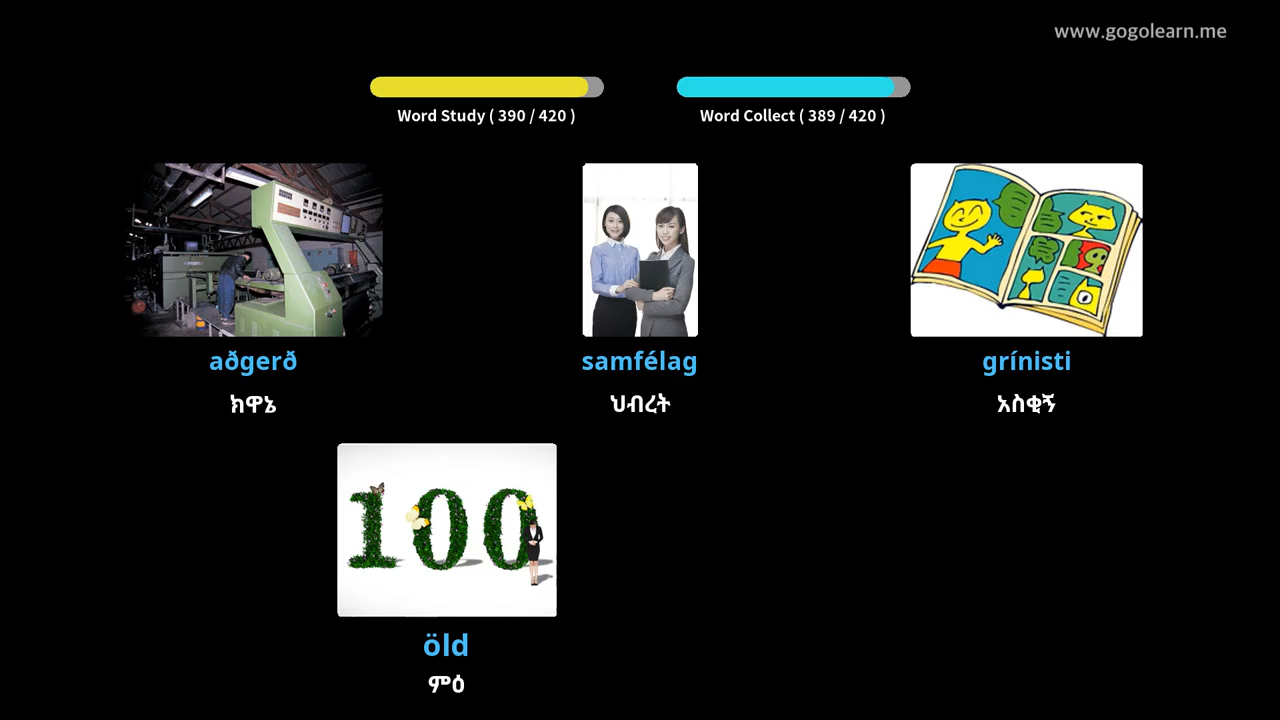 www.gogolearn.me
Word Study ( 390 / 420 )
Word Collect ( 389 / 420 )
aðgerð
ክዋኔ
samfélag
ህብረት
grínisti
አስቂኝ
100
öld
ምዕ